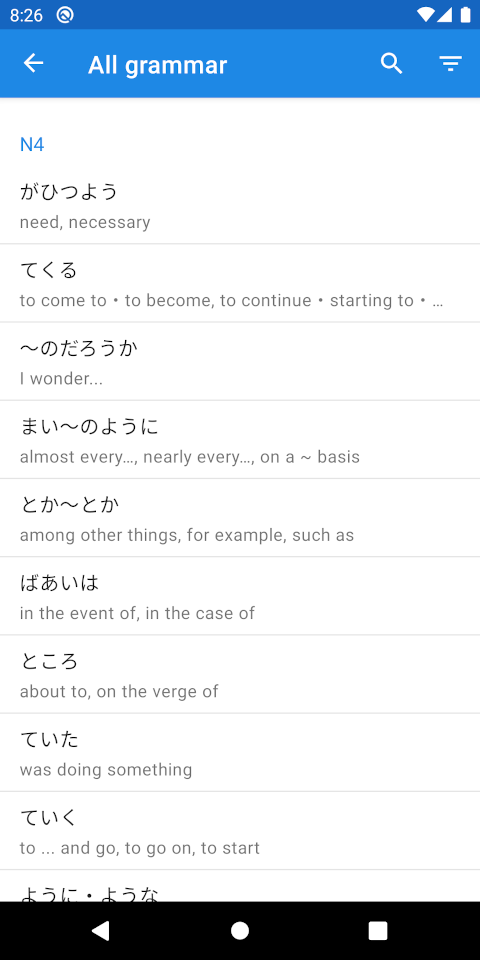 8:26
All grammar
N4
がひつよう
need, necessary
てくる
to come to・to become, to continue・starting to・…
〜のだろうか
I wonder...
まい〜のように
almost every…, nearly every…, on a ~ basis
とか〜とか
among other things, for example, such as
ばあいは
in the event of, in the case of
ところ
about to, on the verge of
ていた
was doing something
ていく
to ... and go, to go on, to start
ように・ような